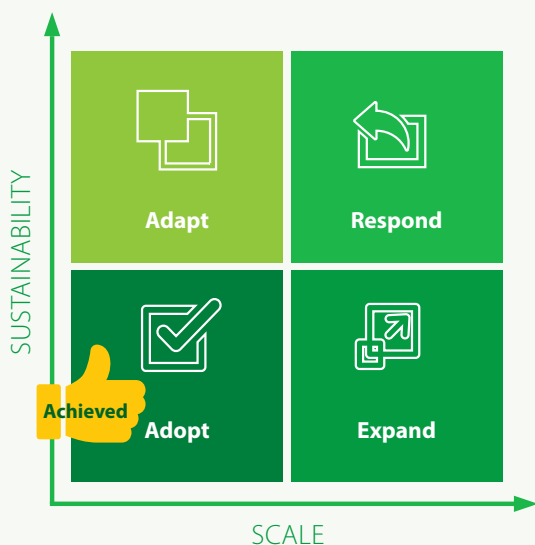 SUSTAINABILITY
Adapt
Respond
Achieved
Adopt
Expand
SCALE